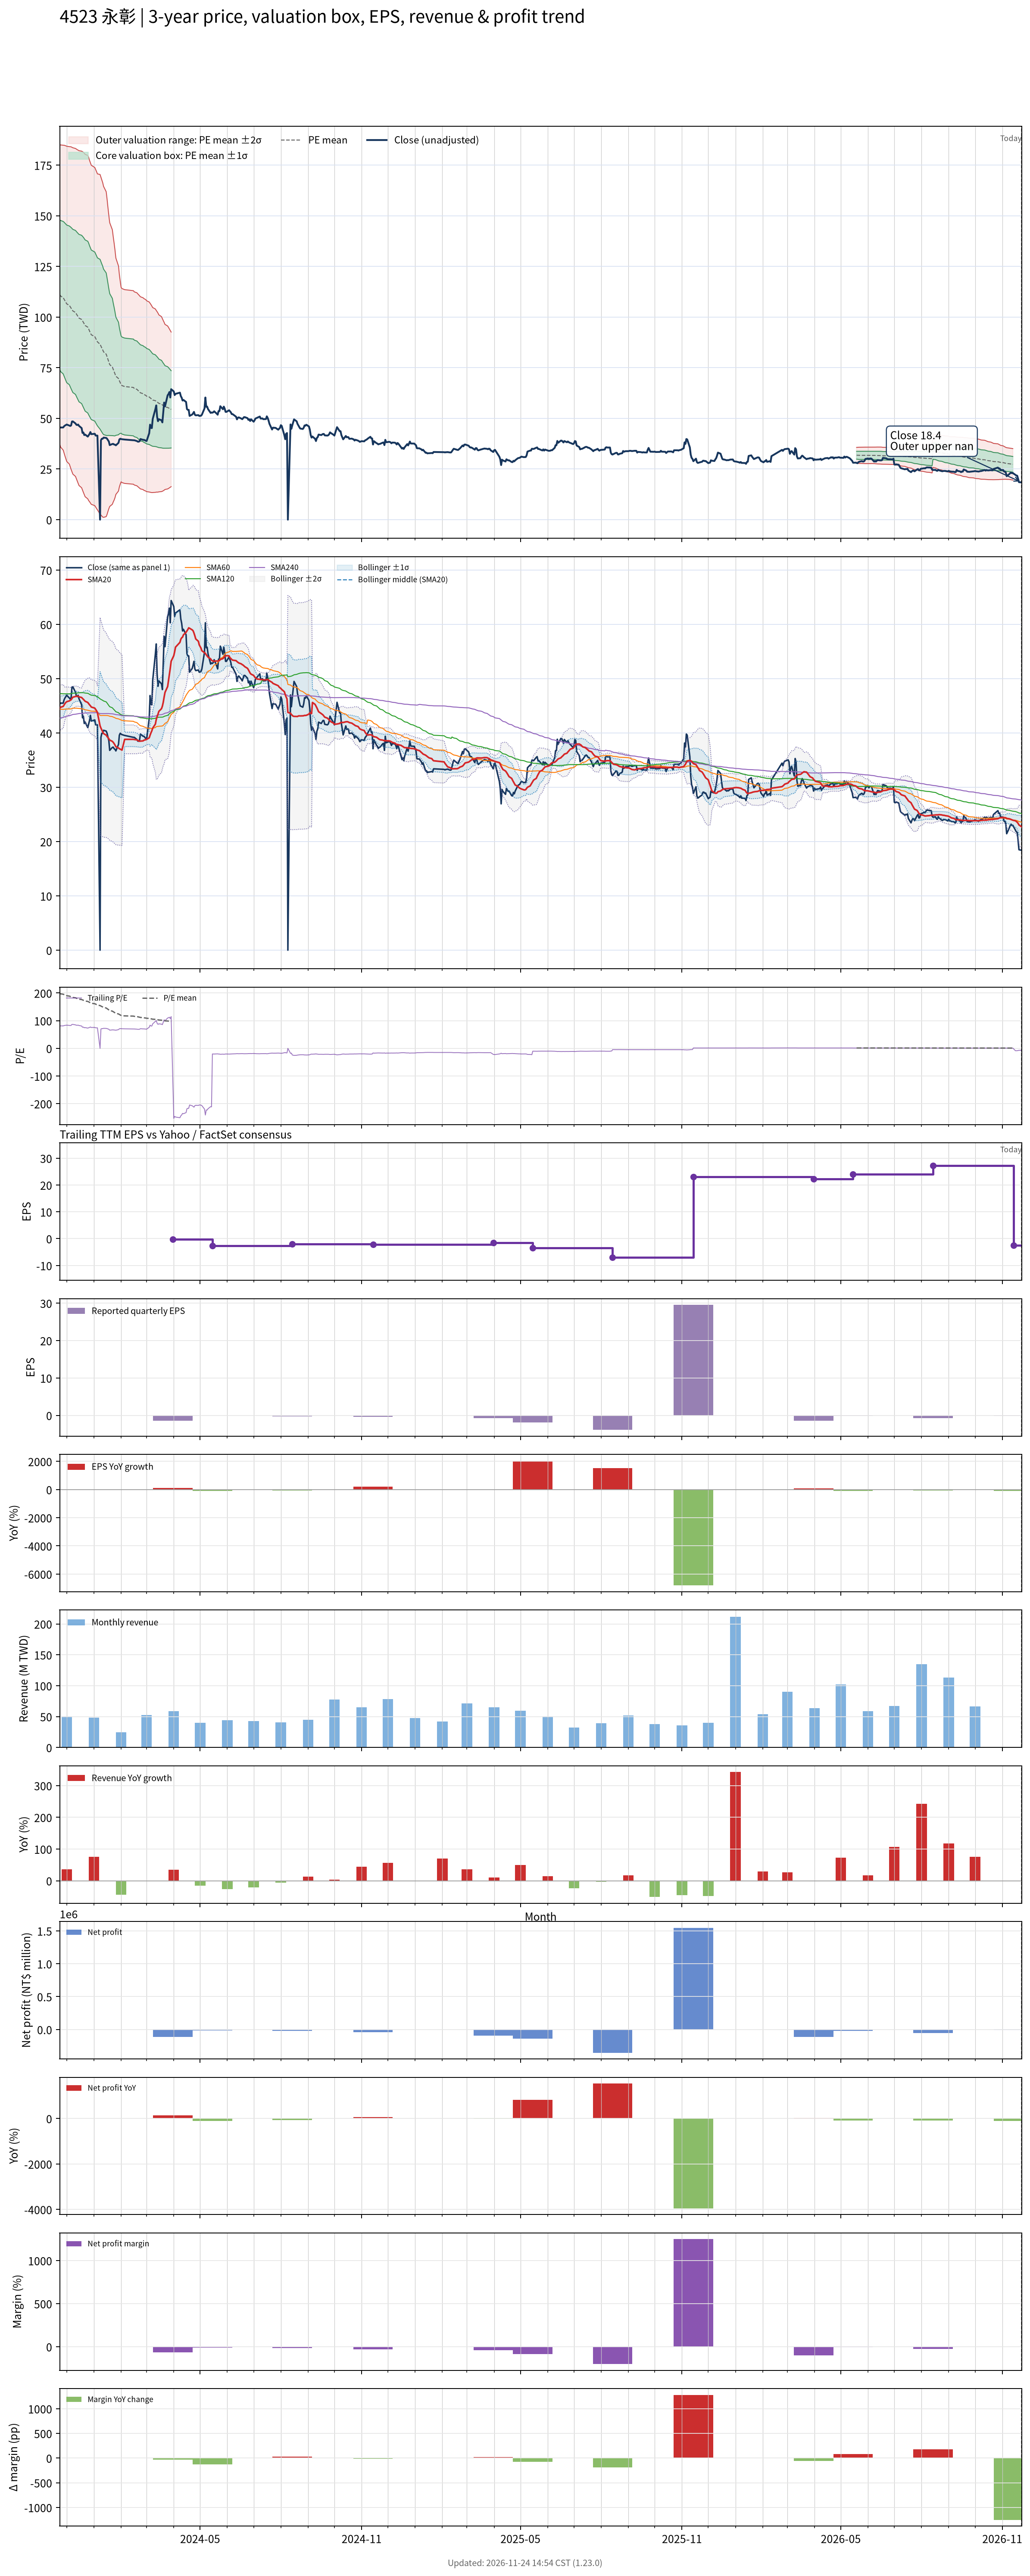 4523 永彰 | 3-year price, valuation box, EPS, revenue & profit trend
Outer valuation range: PE mean ±2σ
PE mean
Close (unadjusted)
Core valuation box: PE mean ±1σ
Today
175
150
125
100
75
50
25
0
Price (TWD)
Close 18.4
Outer upper nan
Close (same as panel 1)
SMA20
SMA60
SMA120
SMA240
Bollinger ±2σ
Bollinger ±1σ
Bollinger middle (SMA20)
70
60
50
40
30
20
10
0
Price
Trailing P/E
P/E mean
200
100
0
-100
-200
P/E
Trailing TTM EPS vs Yahoo / FactSet consensus
Today
30
20
10
0
-10
EPS
Reported quarterly EPS
30
20
10
0
EPS
EPS YoY growth
2000
0
-2000
-4000
-6000
YoY (%)
Monthly revenue
200
150
100
50
0
Revenue (M TWD)
Revenue YoY growth
300
200
100
0
YoY (%)
Month
1e6
Net profit
1.5
1.0
0.5
0.0
Net profit (NT$ million)
Net profit YoY
0
-2000
-4000
YoY (%)
Net profit margin
1000
500
0
Margin (%)
Margin YoY change
1000
500
0
-500
-1000
Δ margin (pp)
2024-05
2024-11
2025-05
2025-11
2026-05
2026-11
Updated: 2026-11-24 14:54 CST (1.23.0)